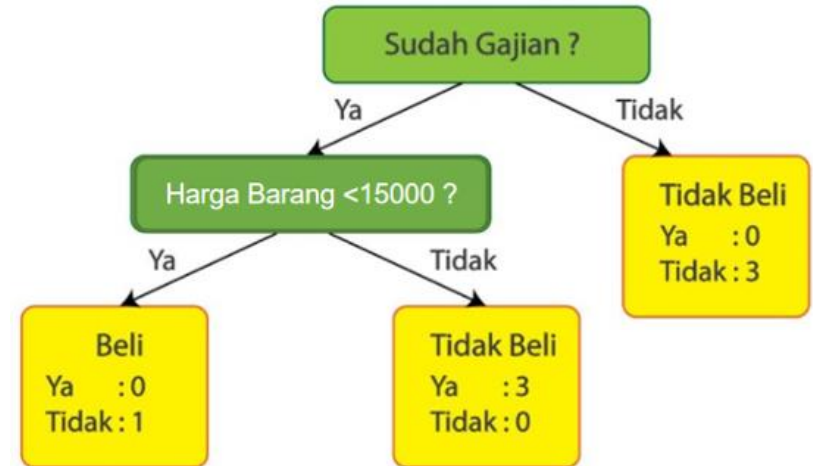 Sudah Gajian ?
Ya
Tidak
Harga Barang <15000 ?
Tidak Beli
Ya : 0
Tidak : 3
Ya
Tidak
Beli
Ya : 0
Tidak : 1
Tidak Beli
Ya : 3
Tidak : 0